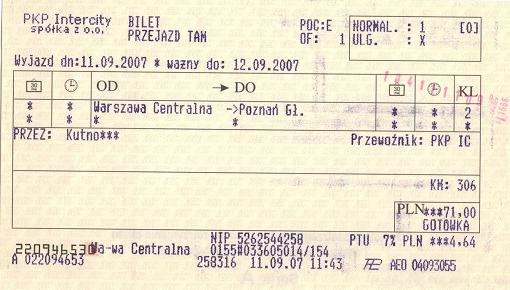 PKP Intercity BILET POC:E NORMAL. : 1 [0]
spółka z o.o. PRZEJAZD TAM OF: 1 ULG. : X
Wyjazd dn:11.09.2007 * ważny do: 12.09.2007
OD → DO KL
* * Warszawa Centralna ->Poznań Gł. * * 2
* * * * * * *
PRZEZ: Kutno*** Przewoźnik: PKP IC
KM: 306
PLN ***71,00
GOTÓWKA
NIP 5262544258 PTU 7% PLN ***4,64
220946530 Wa-wa Centralna 0155#033605014/154
A 022094653 258316 11.09.07 11:43 AEO 04093055